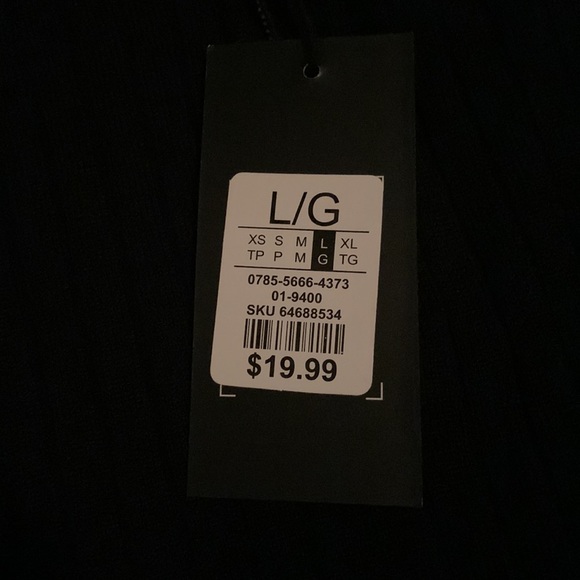 L/G
XS S M L XL
TP P M G TG
0785-5666-4373
01-9400
SKU 64688534
$19.99